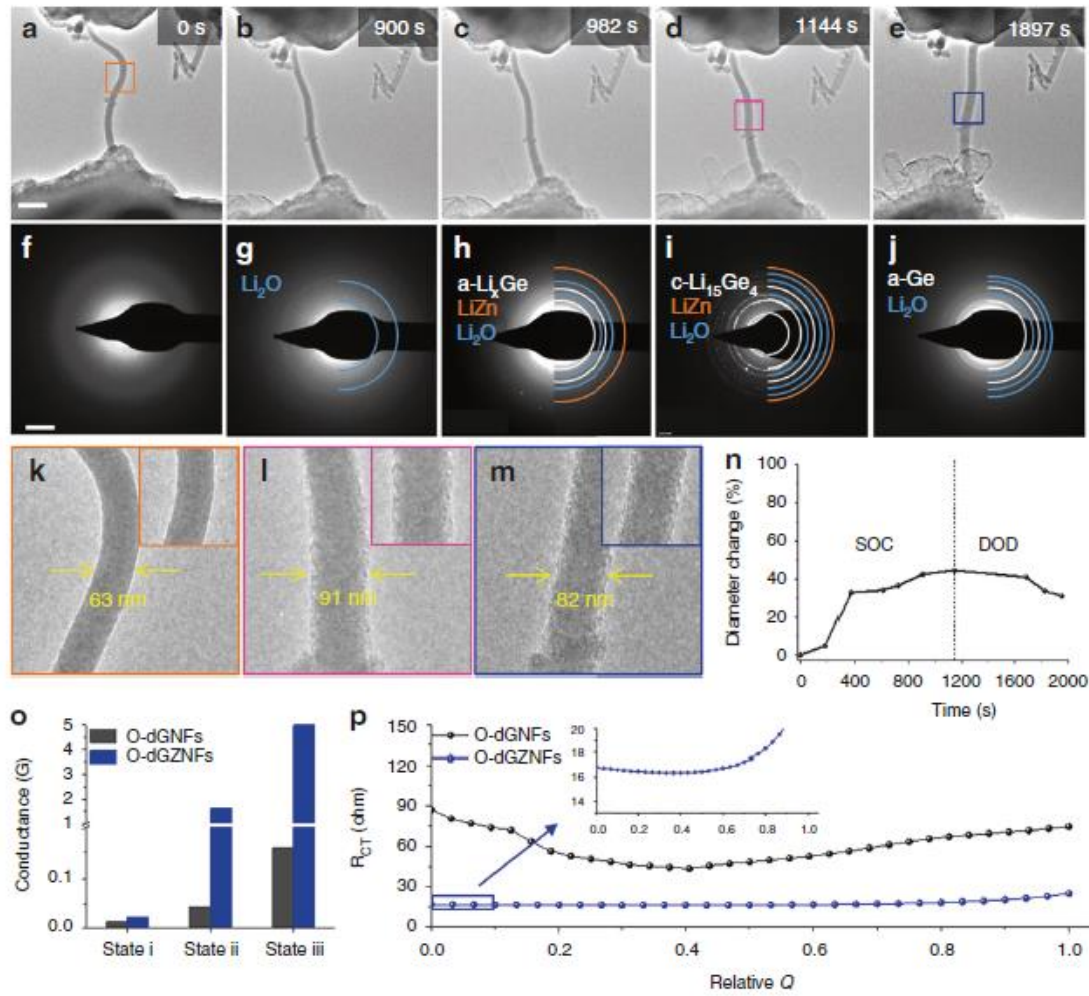 a
0 s
b
900 s
c
982 s
d
1144 s
e
1897 s
f
g
Li₂O
h
a-LiₓGe
LiZn
Li₂O
i
c-Li₁₅Ge₄
LiZn
Li₂O
j
a-Ge
Li₂O
k
63 nm
l
91 nm
m
82 nm
n
100
80
60
40
20
0
Diameter change (%)
SOC
DOD
0
400
800
1200
1600
2000
Time (s)
o
5
4
3
2
1
0.1
0.0
Conductance (G)
O-dGNFs
O-dGZNFs
State i
State ii
State iii
p
150
120
90
60
30
0
R_CT (ohm)
O-dGNFs
O-dGZNFs
20
18
16
14
13
0.0
0.2
0.4
0.6
0.8
1.0
0.0
0.2
0.4
0.6
0.8
1.0
Relative Q